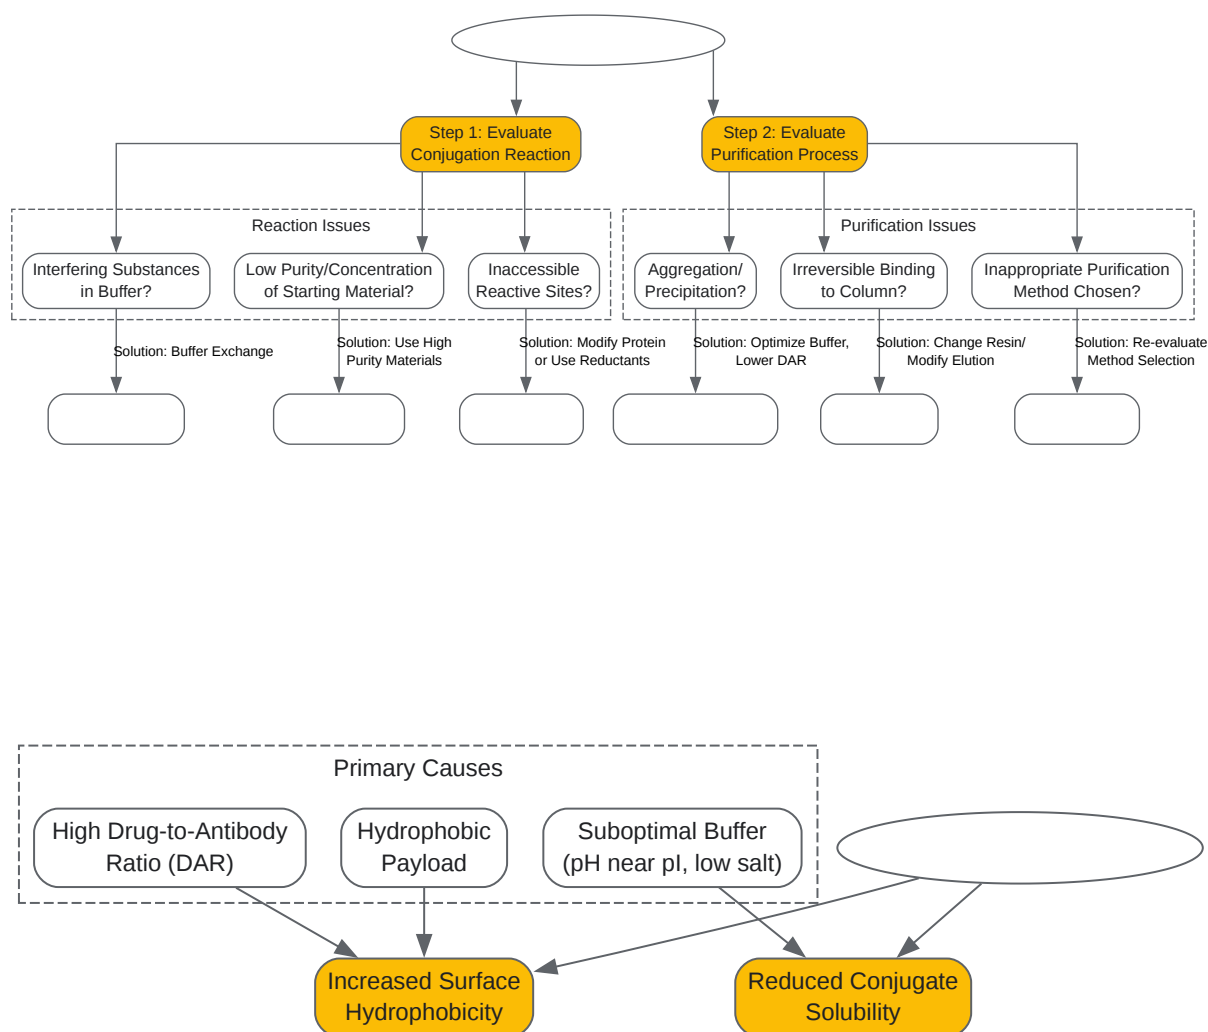 Step 1: Evaluate
Conjugation Reaction
Step 2: Evaluate
Purification Process
Reaction Issues
Purification Issues
Interfering Substances
in Buffer?
Low Purity/Concentration
of Starting Material?
Inaccessible
Reactive Sites?
Aggregation/
Precipitation?
Irreversible Binding
to Column?
Inappropriate Purification
Method Chosen?
Solution: Buffer Exchange
Solution: Use High
Purity Materials
Solution: Modify Protein
or Use Reductants
Solution: Optimize Buffer,
Lower DAR
Solution: Change Resin/
Modify Elution
Solution: Re-evaluate
Method Selection
Primary Causes
High Drug-to-Antibody
Ratio (DAR)
Hydrophobic
Payload
Suboptimal Buffer
(pH near pI, low salt)
Increased Surface
Hydrophobicity
Reduced Conjugate
Solubility